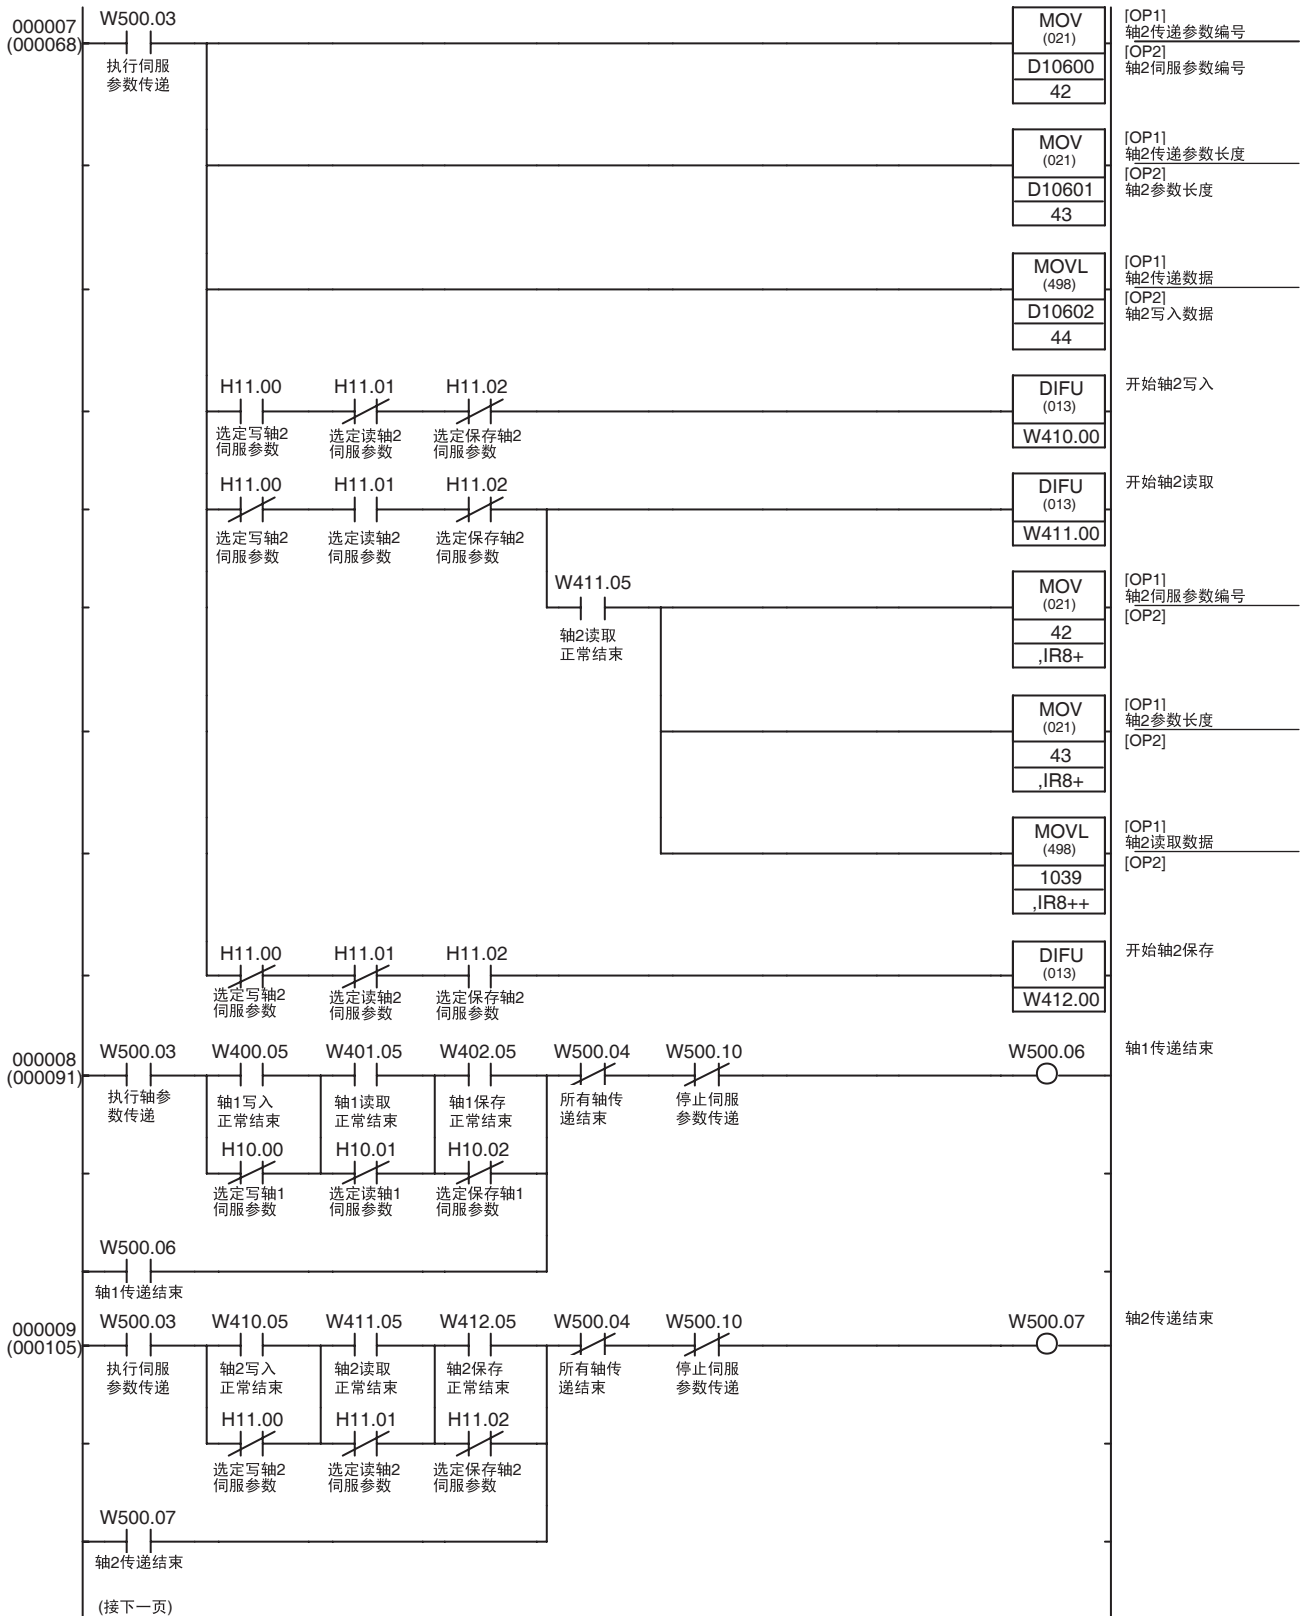 000007
(000068)
W500.03
执行伺服
参数传递
MOV
(021)
D10600
42
[OP1]
轴2传递参数编号
[OP2]
轴2伺服参数编号
MOV
(021)
D10601
43
[OP1]
轴2传递参数长度
[OP2]
轴2参数长度
MOVL
(498)
D10602
44
[OP1]
轴2传递数据
[OP2]
轴2写入数据
H11.00 H11.01 H11.02
选定写轴2 选定读轴2 选定保存轴2
伺服参数 伺服参数 伺服参数
DIFU
(013)
W410.00
开始轴2写入
H11.00 H11.01 H11.02
选定写轴2 选定读轴2 选定保存轴2
伺服参数 伺服参数 伺服参数
DIFU
(013)
W411.00
开始轴2读取
W411.05
轴2读取
正常结束
MOV
(021)
42
,IR8+
[OP1]
轴2伺服参数编号
[OP2]
MOV
(021)
43
,IR8+
[OP1]
轴2参数长度
[OP2]
MOVL
(498)
1039
,IR8++
[OP1]
轴2读取数据
[OP2]
H11.00 H11.01 H11.02
选定写轴2 选定读轴2 选定保存轴2
伺服参数 伺服参数 伺服参数
DIFU
(013)
W412.00
开始轴2保存
000008
(000091)
W500.03 W400.05 W401.05 W402.05 W500.04 W500.10 W500.06
轴1传递结束
执行轴参 轴1写入 轴1读取 轴1保存 所有轴传 停止伺服
数传递 正常结束 正常结束 正常结束 递结束 参数传递
H10.00 H10.01 H10.02
选定写轴1 选定读轴1 选定保存轴1
伺服参数 伺服参数 伺服参数
W500.06
轴1传递结束
000009
(000105)
W500.03 W410.05 W411.05 W412.05 W500.04 W500.10 W500.07
轴2传递结束
执行伺服 轴2写入 轴2读取 轴2保存 所有轴传 停止伺服
参数传递 正常结束 正常结束 正常结束 递结束 参数传递
H11.00 H11.01 H11.02
选定写轴2 选定读轴2 选定保存轴2
伺服参数 伺服参数 伺服参数
W500.07
轴2传递结束
(接下一页)